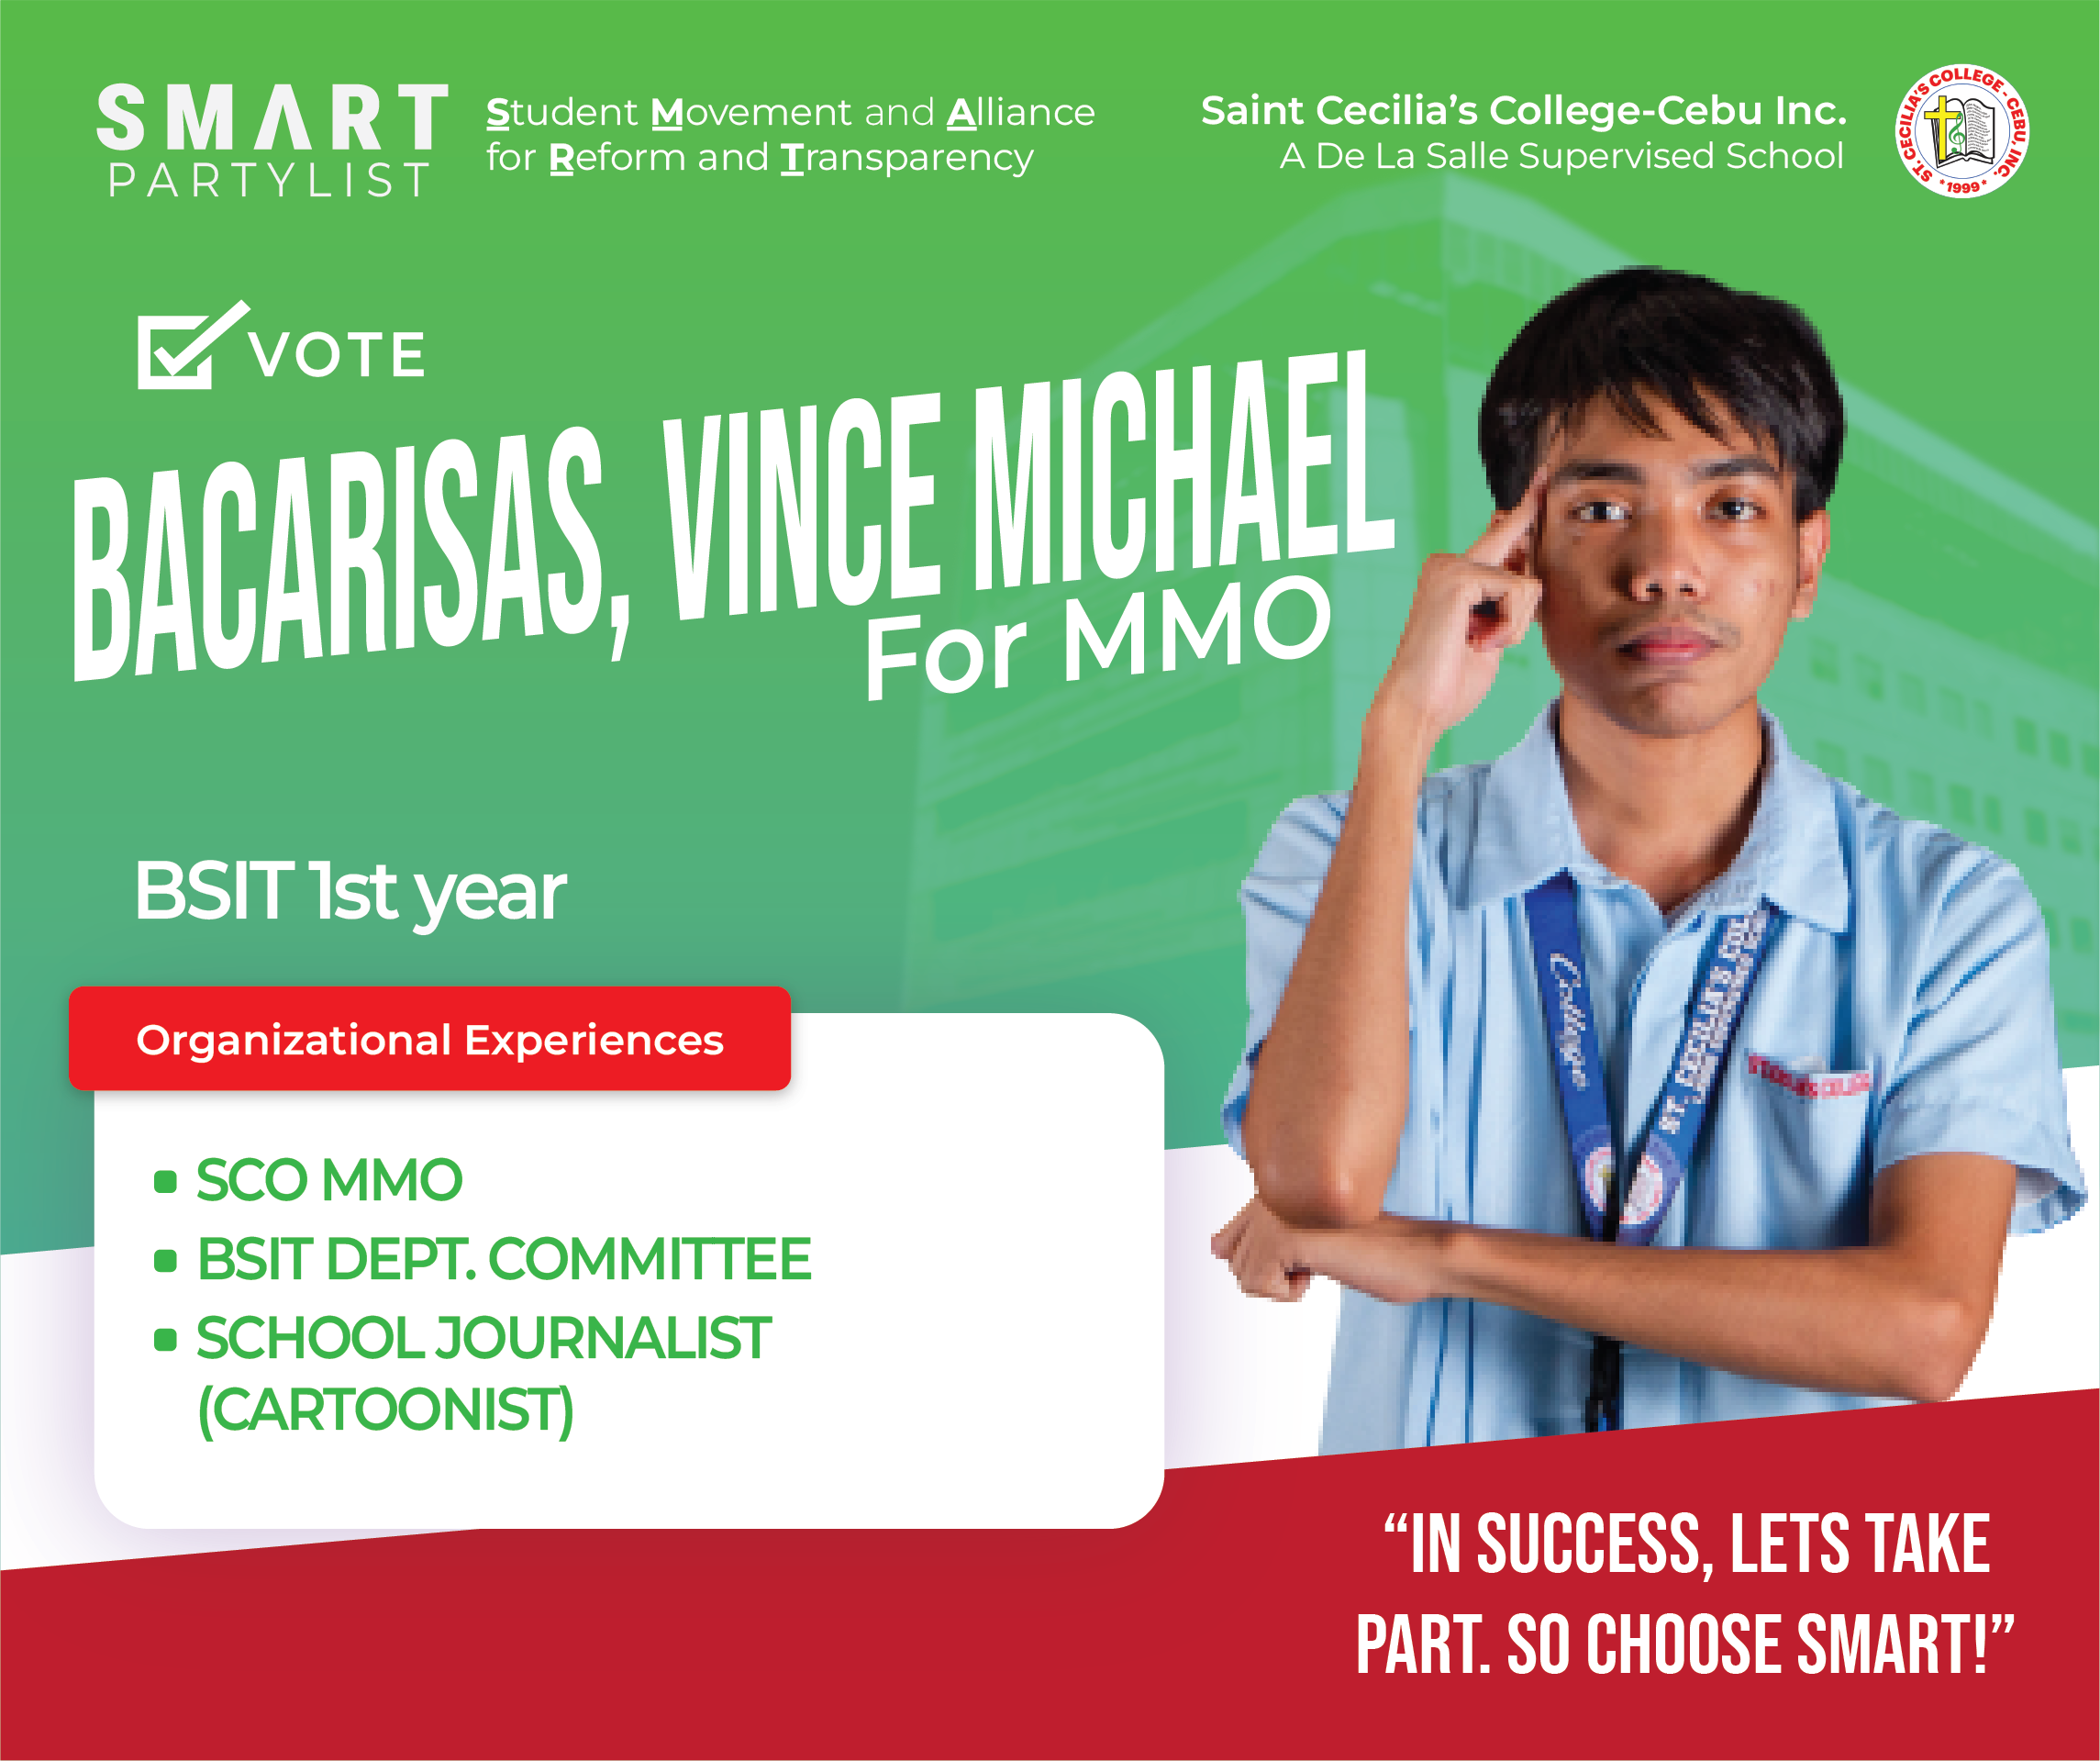 SMART
PARTYLIST
Student Movement and Alliance
for Reform and Transparency
Saint Cecilia's College-Cebu Inc.
A De La Salle Supervised School
ST. CECILIA'S COLLEGE - CEBU, INC.
* 1999 *
VOTE
BACARISAS, VINCE MICHAEL
For MMO
BSIT 1st year
Organizational Experiences
SCO MMO
BSIT DEPT. COMMITTEE
SCHOOL JOURNALIST
(CARTOONIST)
College
“IN SUCCESS, LETS TAKE
PART. SO CHOOSE SMART!”